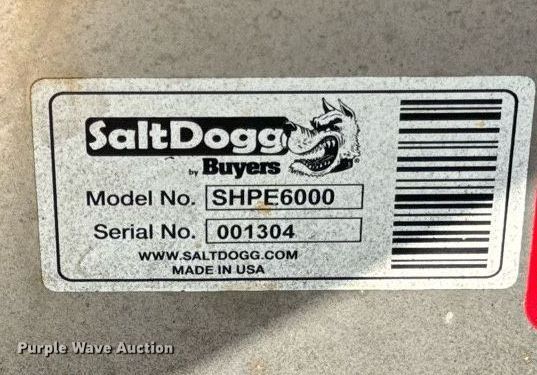 SaltDogg
by Buyers
Model No. SHPE6000
Serial No. 001304
WWW.SALTDOGG.COM
MADE IN USA
Purple Wave Auction